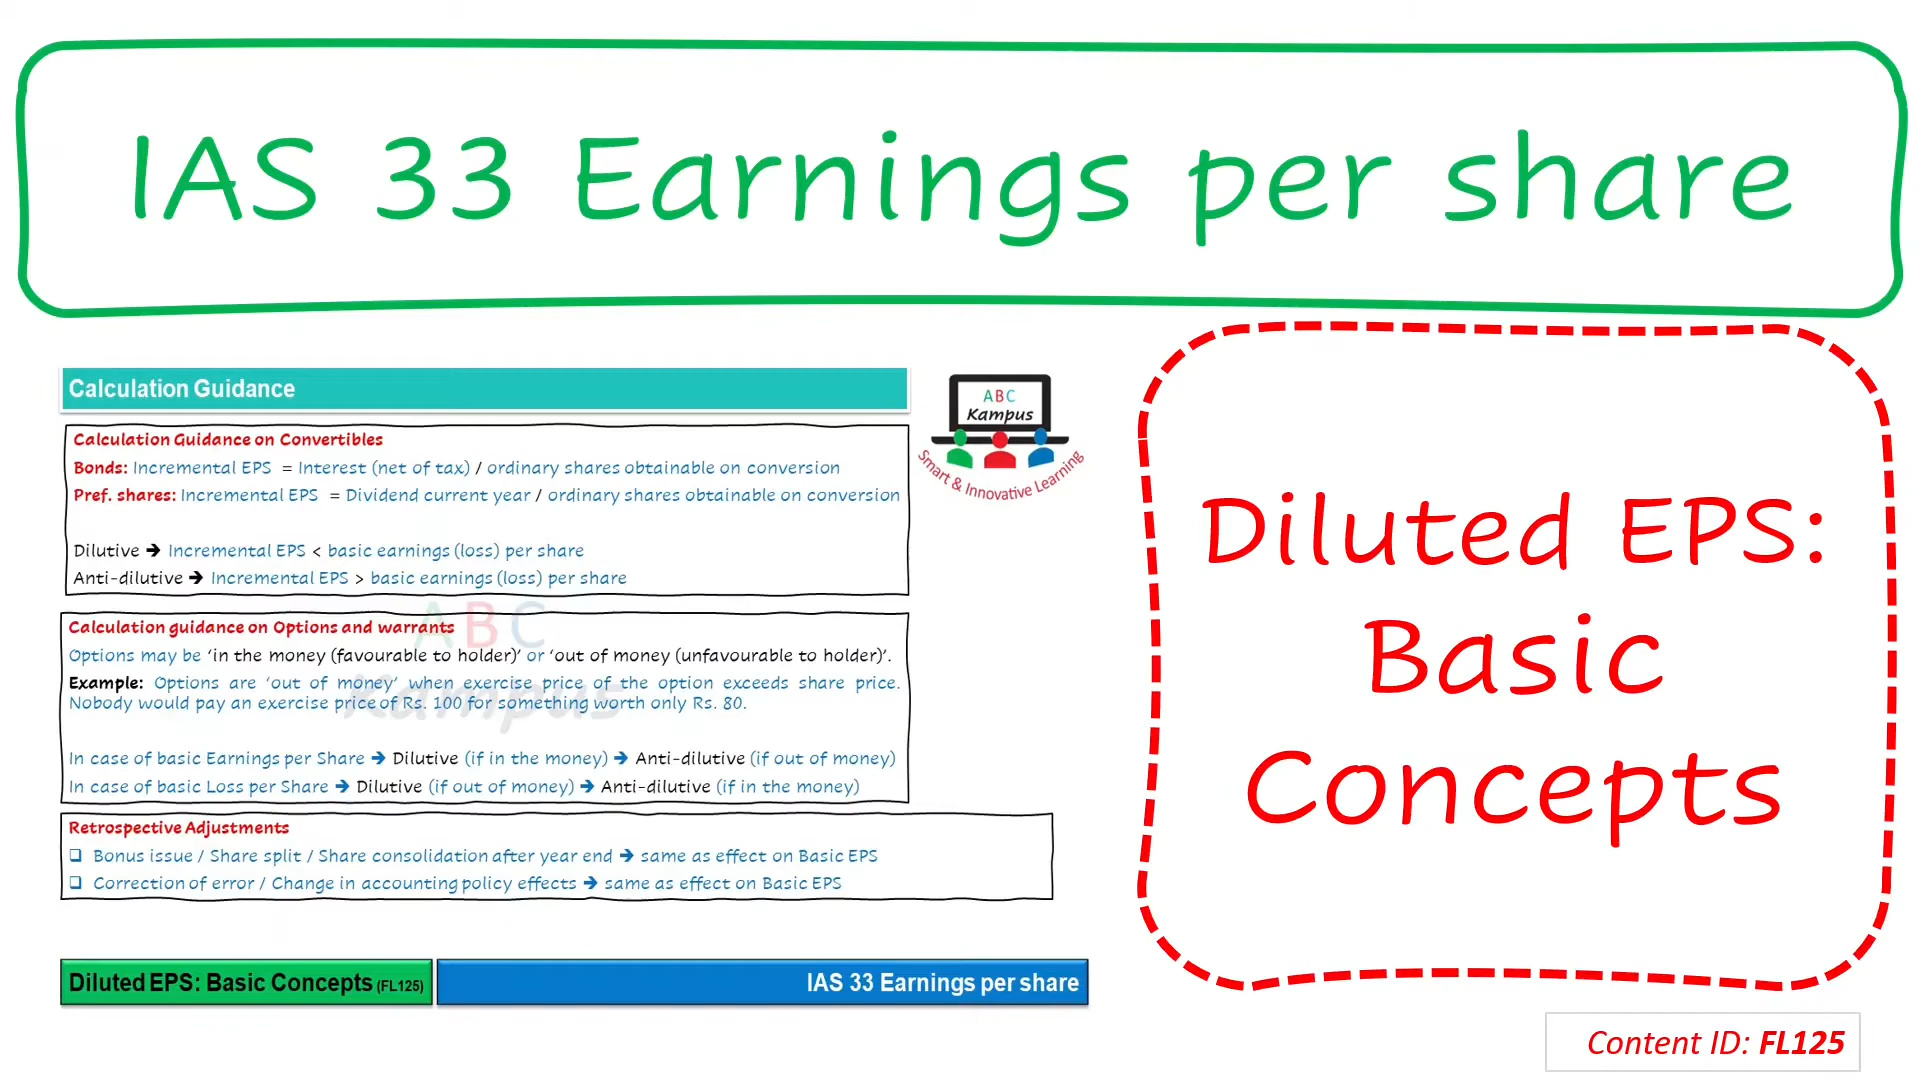 IAS 33 Earnings per share
Calculation Guidance
Calculation Guidance on Convertibles
Bonds: Incremental EPS = Interest (net of tax) / ordinary shares obtainable on conversion
Pref. shares: Incremental EPS = Dividend current year / ordinary shares obtainable on conversion
Dilutive → Incremental EPS < basic earnings (loss) per share
Anti-dilutive → Incremental EPS > basic earnings (loss) per share
Calculation guidance on Options and warrants
Options may be ‘in the money (favourable to holder)’ or ‘out of money (unfavourable to holder)’.
Example: Options are ‘out of money’ when exercise price of the option exceeds share price.
Nobody would pay an exercise price of Rs. 100 for something worth only Rs. 80.
In case of basic Earnings per Share → Dilutive (if in the money) → Anti-dilutive (if out of money)
In case of basic Loss per Share → Dilutive (if out of money) → Anti-dilutive (if in the money)
Retrospective Adjustments
❑ Bonus issue / Share split / Share consolidation after year end → same as effect on Basic EPS
❑ Correction of error / Change in accounting policy effects → same as effect on Basic EPS
ABC
Kampus
ABC
Kampus
Smart & Innovative Learning
Diluted EPS: Basic Concepts (FL125)
IAS 33 Earnings per share
Diluted EPS:
Basic
Concepts
Content ID: FL125